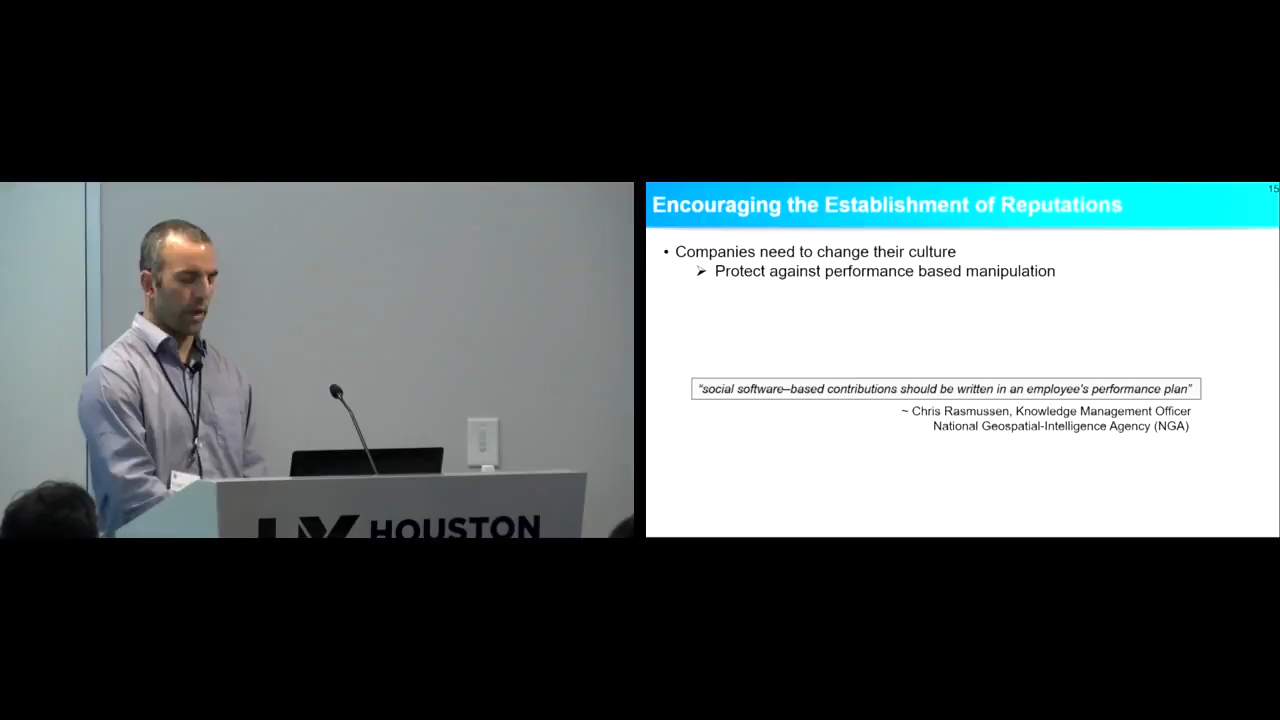 HOUSTON
15
Encouraging the Establishment of Reputations
• Companies need to change their culture
➢ Protect against performance based manipulation
“social software–based contributions should be written in an employee's performance plan”
~ Chris Rasmussen, Knowledge Management Officer
National Geospatial-Intelligence Agency (NGA)